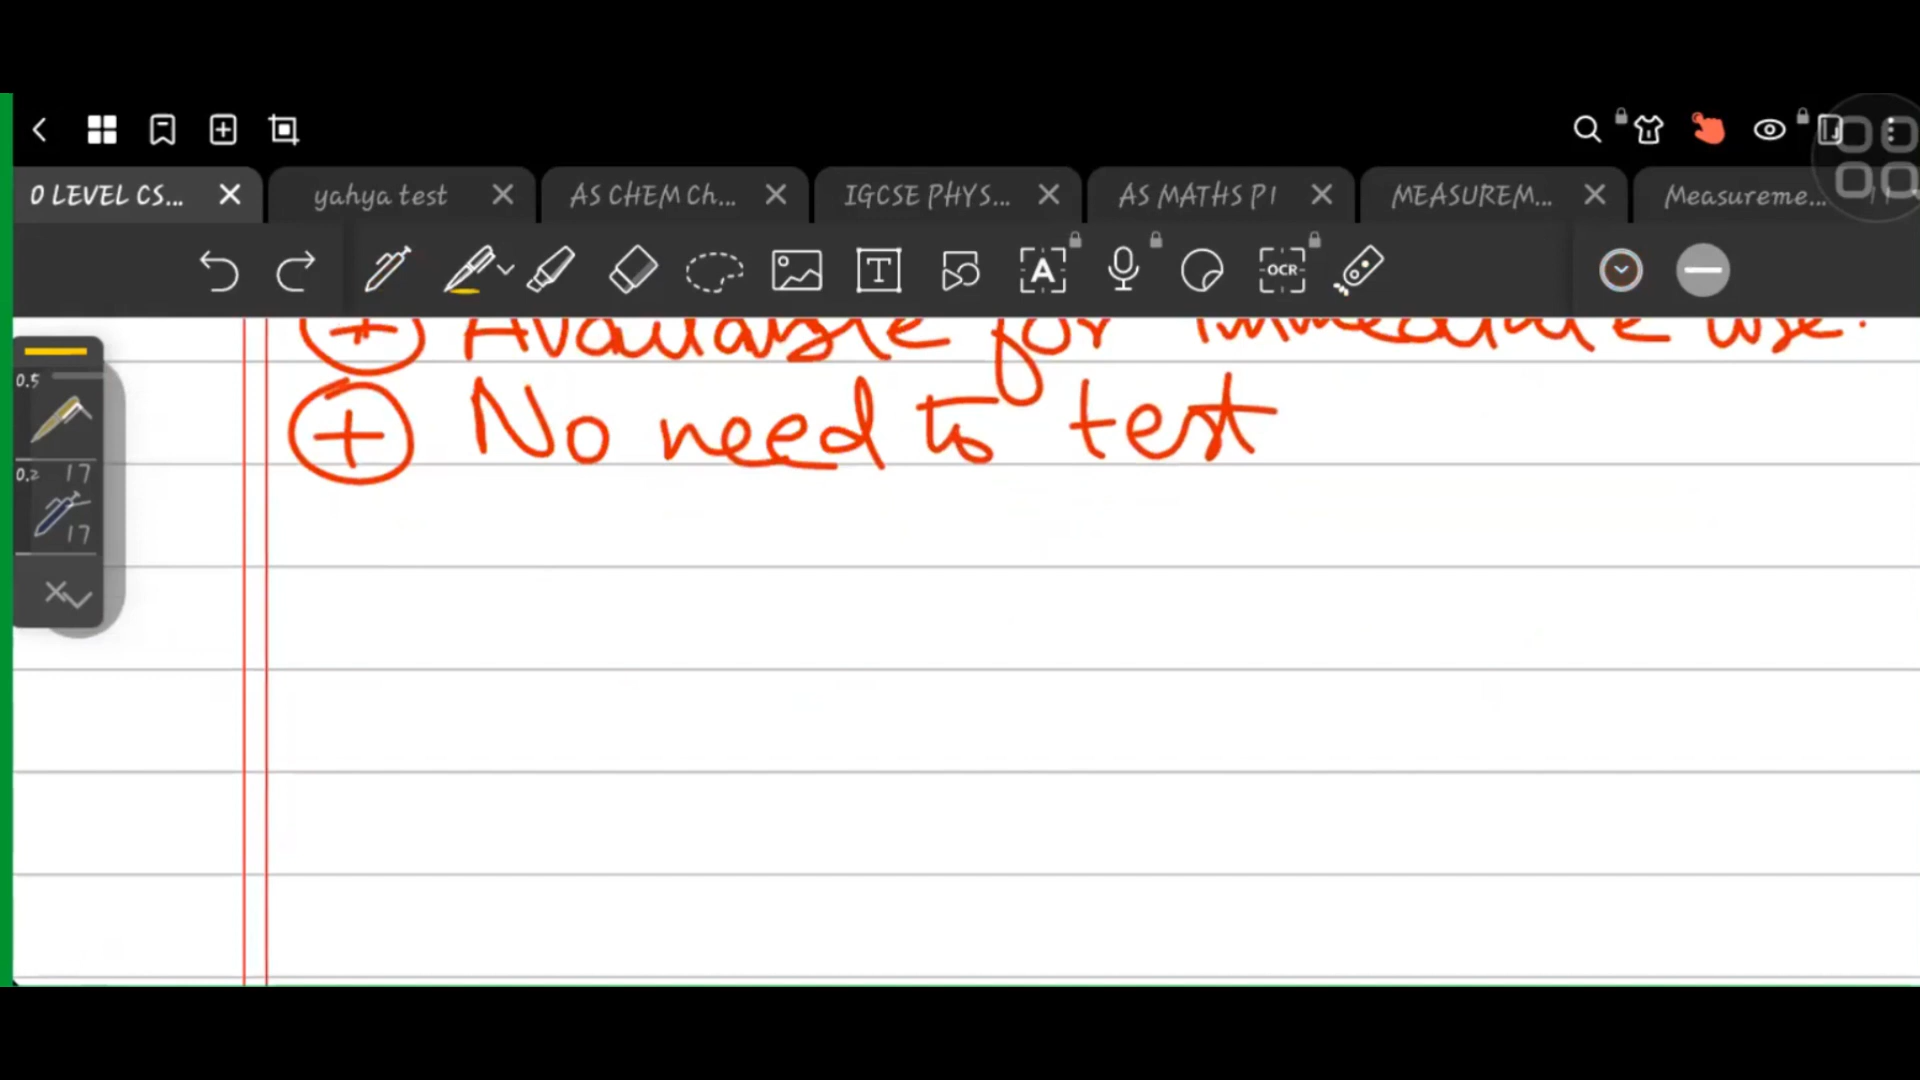 O LEVEL CS... yahya test AS CHEM Ch... IGCSE PHYS... AS MATHS P1 MEASUREM... Measureme...
T A OCR
0.5
0.2 17
17
Available for immediate use.
No need to test